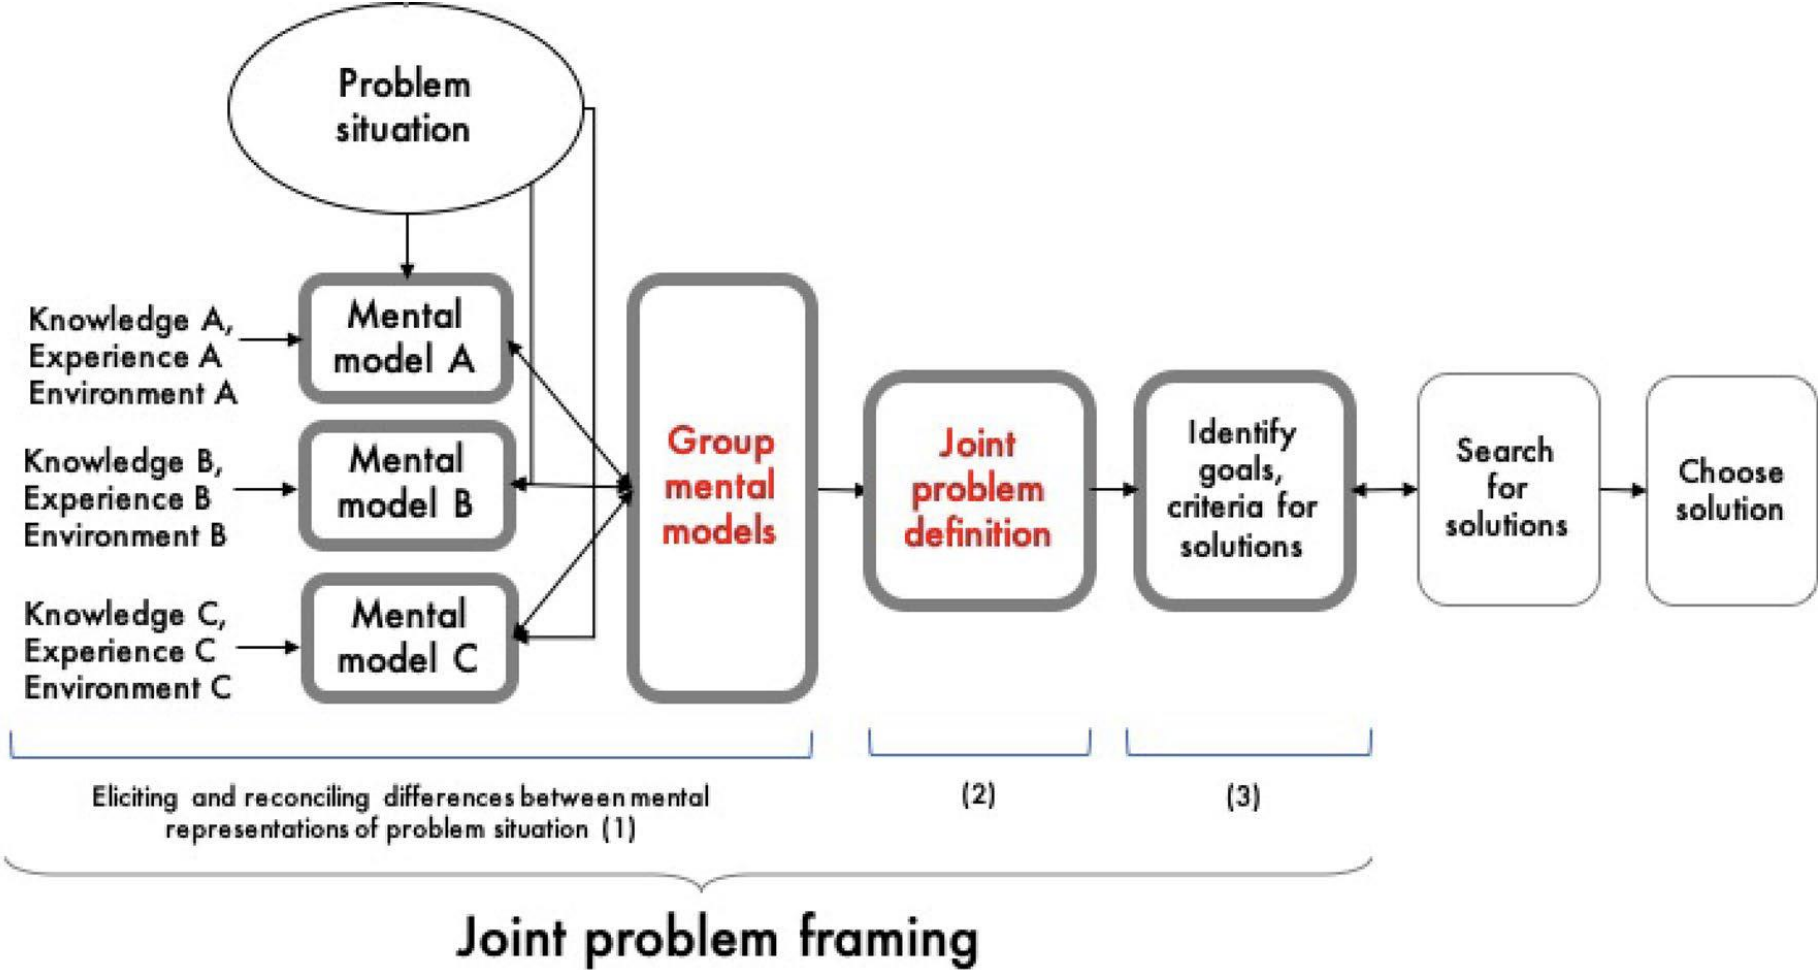 Problem
situation
Knowledge A,
Experience A
Environment A
Mental
model A
Knowledge B,
Experience B
Environment B
Mental
model B
Knowledge C,
Experience C
Environment C
Mental
model C
Group
mental
models
Joint
problem
definition
Identify
goals,
criteria for
solutions
Search
for
solutions
Choose
solution
Eliciting and reconciling differences between mental
representations of problem situation (1)
(2)
(3)
Joint problem framing